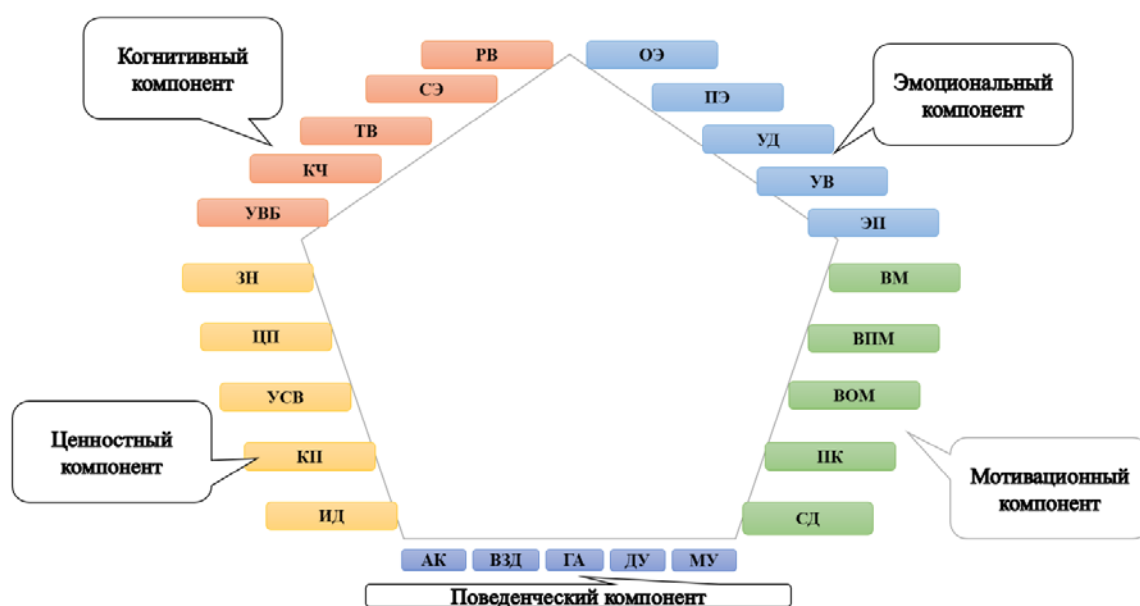 Когнитивный
компонент
РВ
СЭ
ТВ
КЧ
УВБ
ОЭ
ПЭ
УД
УВ
ЭП
Эмоциональный
компонент
ЗН
ЦП
УСВ
КП
ИД
Ценностный
компонент
ВМ
ВПМ
ВОМ
ПК
СД
Мотивационный
компонент
АК ВЗД ГА ДУ МУ
Поведенческий компонент